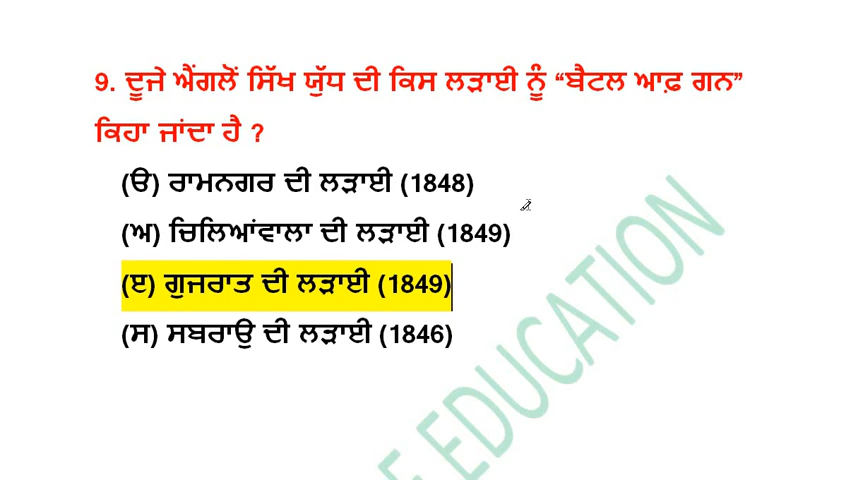 9. ਦੂਜੇ ਐਂਗਲੋਂ ਸਿੱਖ ਯੁੱਧ ਦੀ ਕਿਸ ਲੜਾਈ ਨੂੰ “ਬੈਟਲ ਆਫ਼ ਗਨ”
ਕਿਹਾ ਜਾਂਦਾ ਹੈ ?
(ੳ) ਰਾਮਨਗਰ ਦੀ ਲੜਾਈ (1848)
(ਅ) ਚਿਲਿਆਂਵਾਲਾ ਦੀ ਲੜਾਈ (1849)
(ੲ) ਗੁਜਰਾਤ ਦੀ ਲੜਾਈ (1849)
(ਸ) ਸਬਰਾਉ ਦੀ ਲੜਾਈ (1846)
EDUCATION